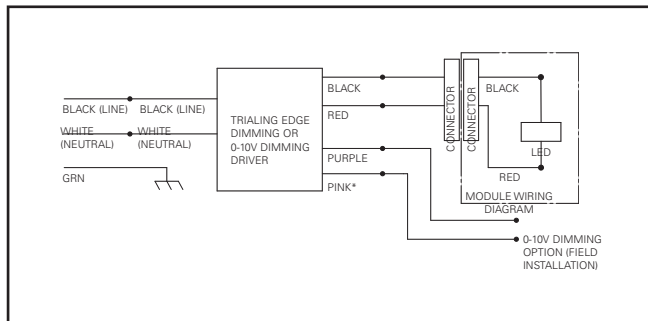 BLACK (LINE)
BLACK (LINE)
WHITE
(NEUTRAL)
WHITE
(NEUTRAL)
GRN
TRIALING EDGE
DIMMING OR
0-10V DIMMING
DRIVER
BLACK
RED
PURPLE
PINK*
CONNECTOR
CONNECTOR
BLACK
LED
RED
MODULE WIRING
DIAGRAM
0-10V DIMMING
OPTION (FIELD
INSTALLATION)